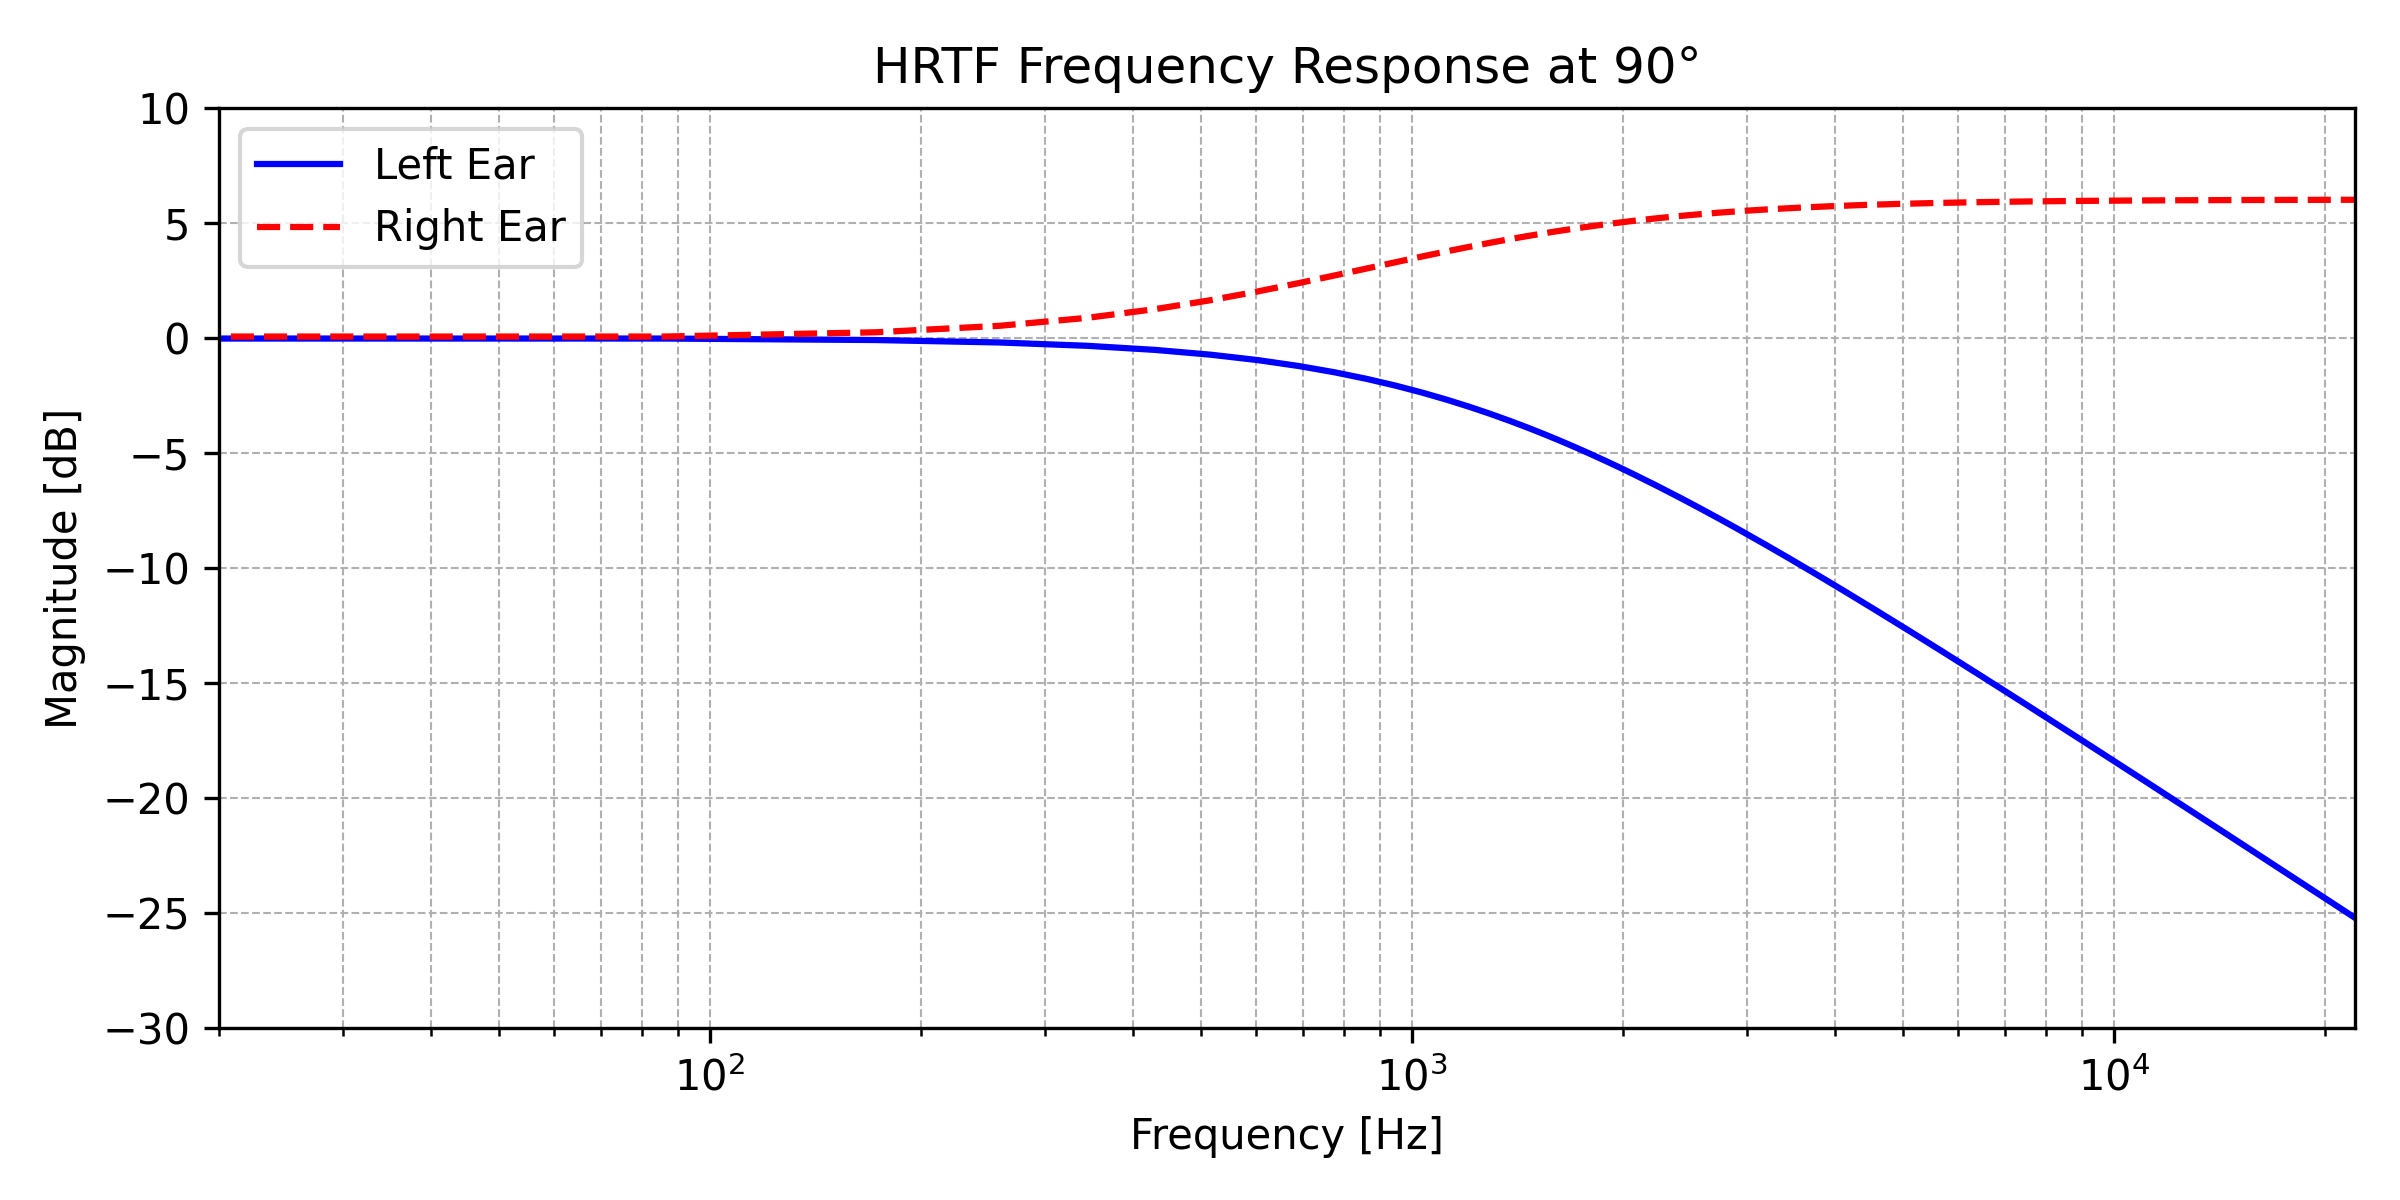 HRTF Frequency Response at 90°
Left Ear
Right Ear
10
5
0
−5
−10
−15
−20
−25
−30
Magnitude [dB]
10² 10³ 10⁴
Frequency [Hz]